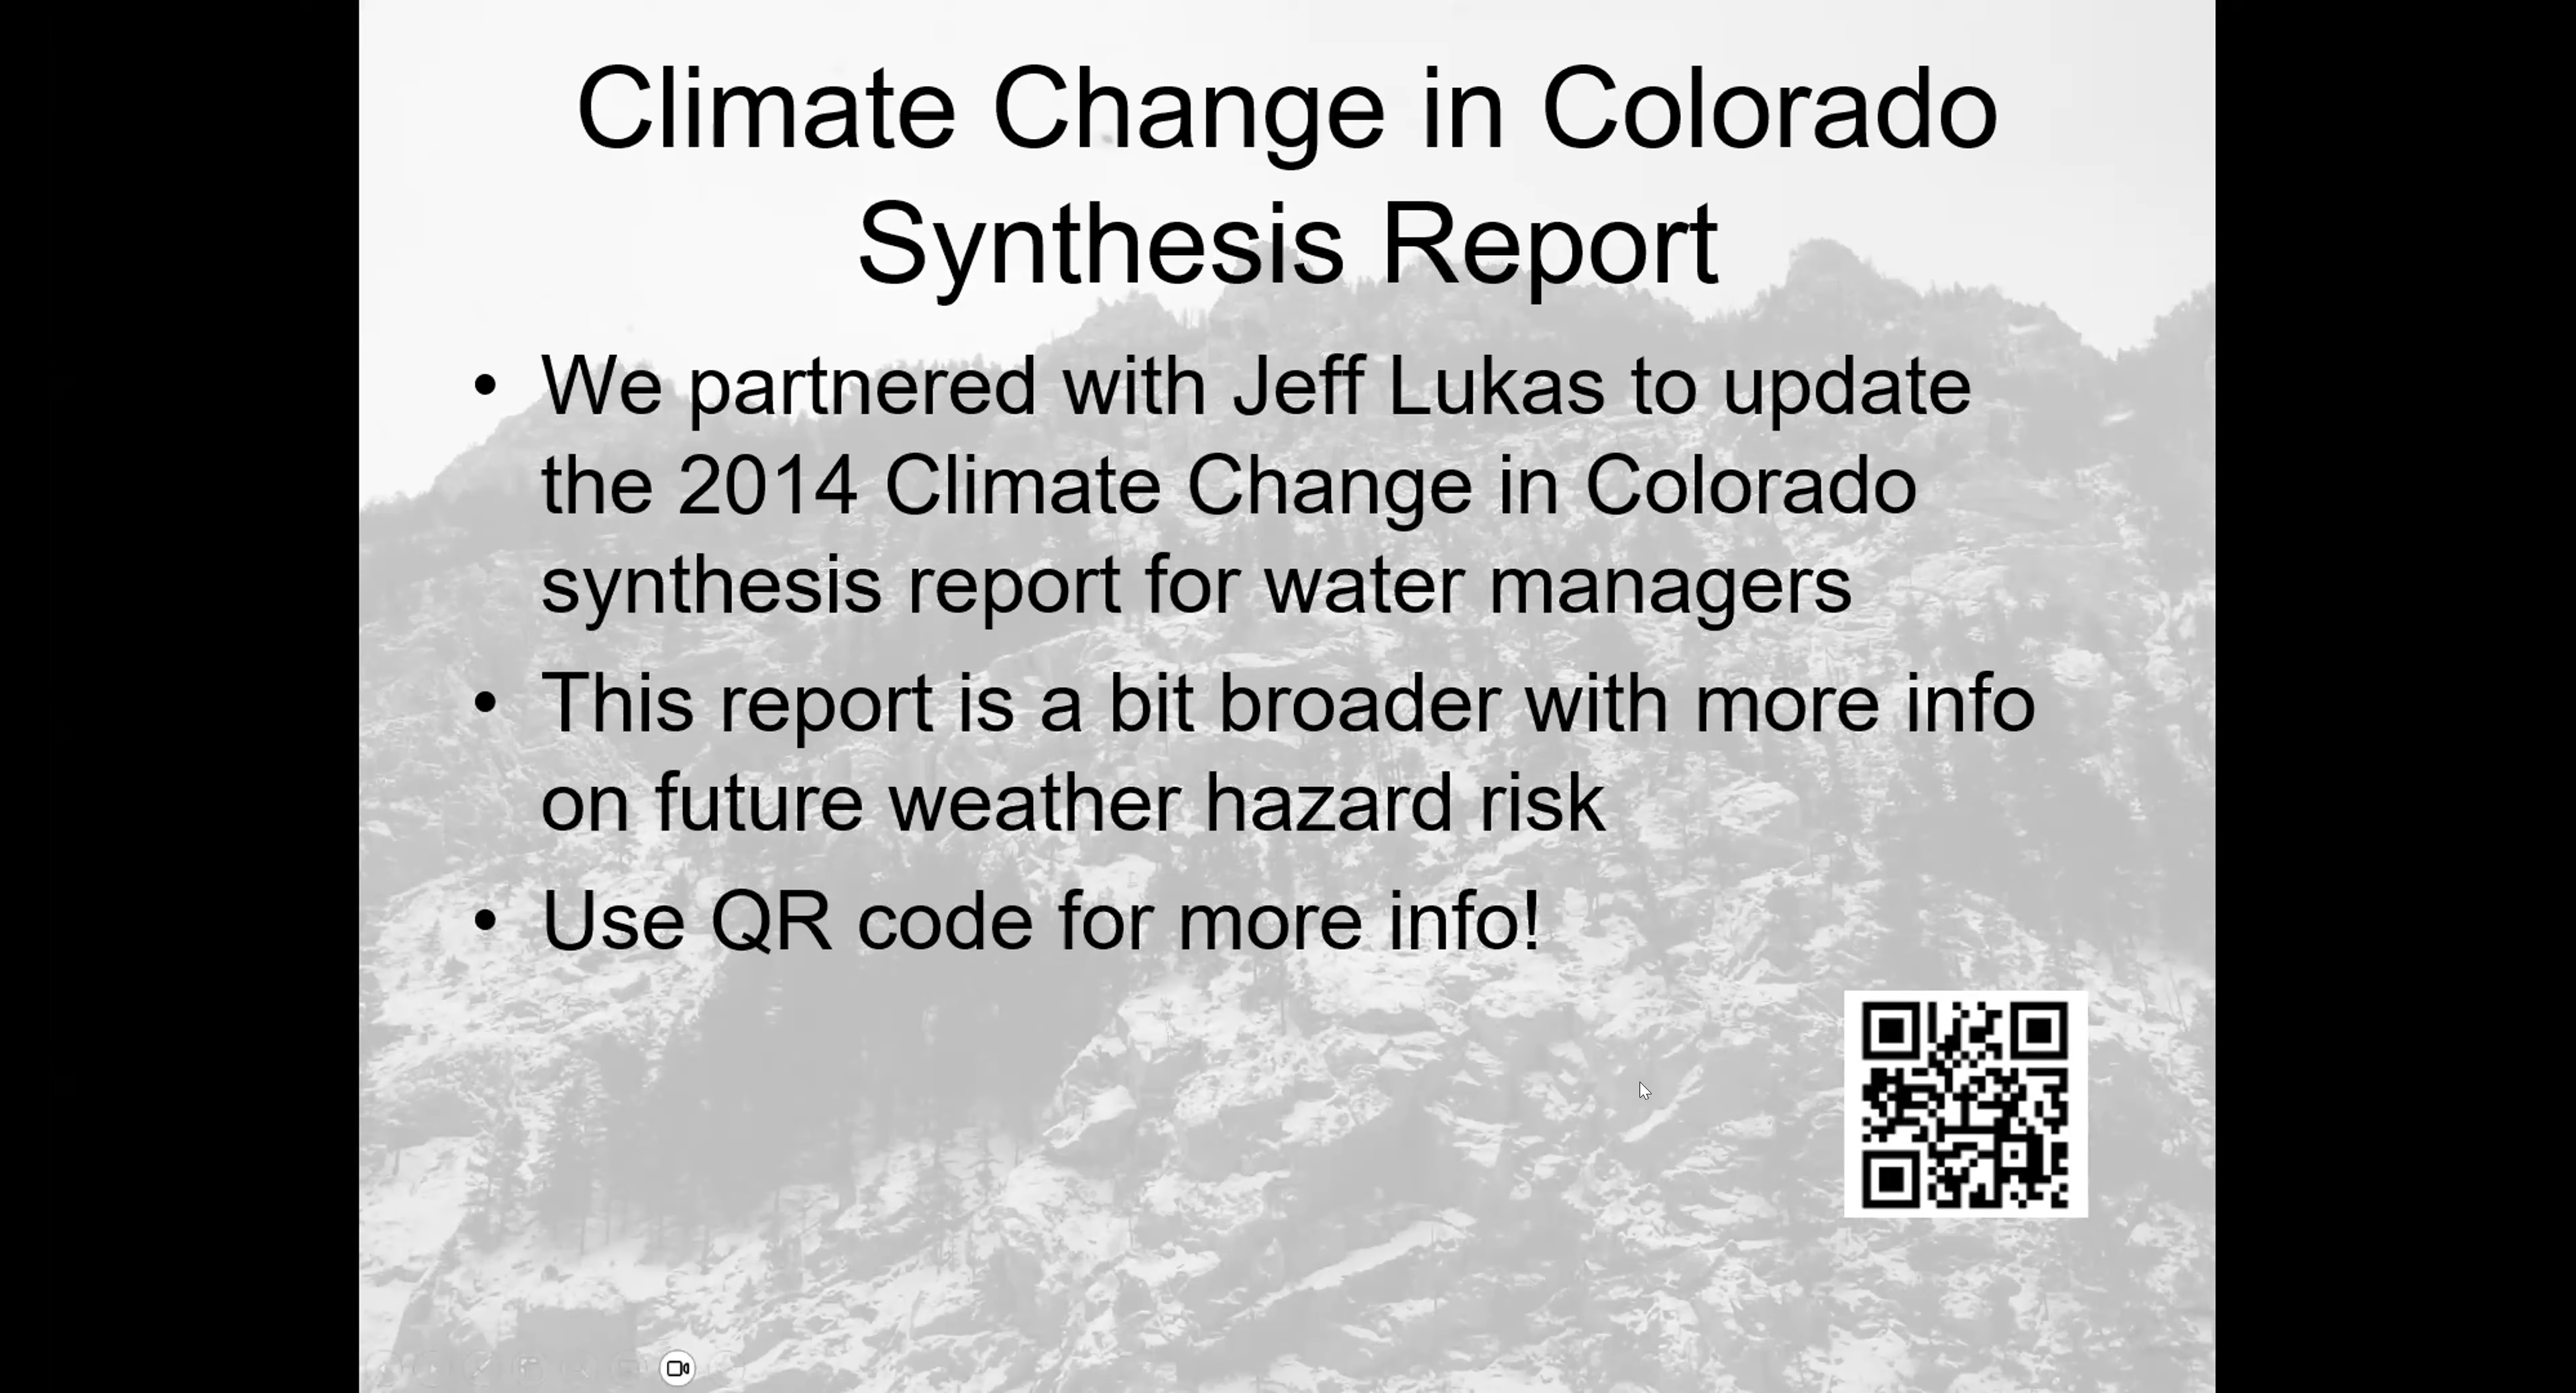 Climate Change in Colorado
Synthesis Report
• We partnered with Jeff Lukas to update
the 2014 Climate Change in Colorado
synthesis report for water managers
• This report is a bit broader with more info
on future weather hazard risk
• Use QR code for more info!